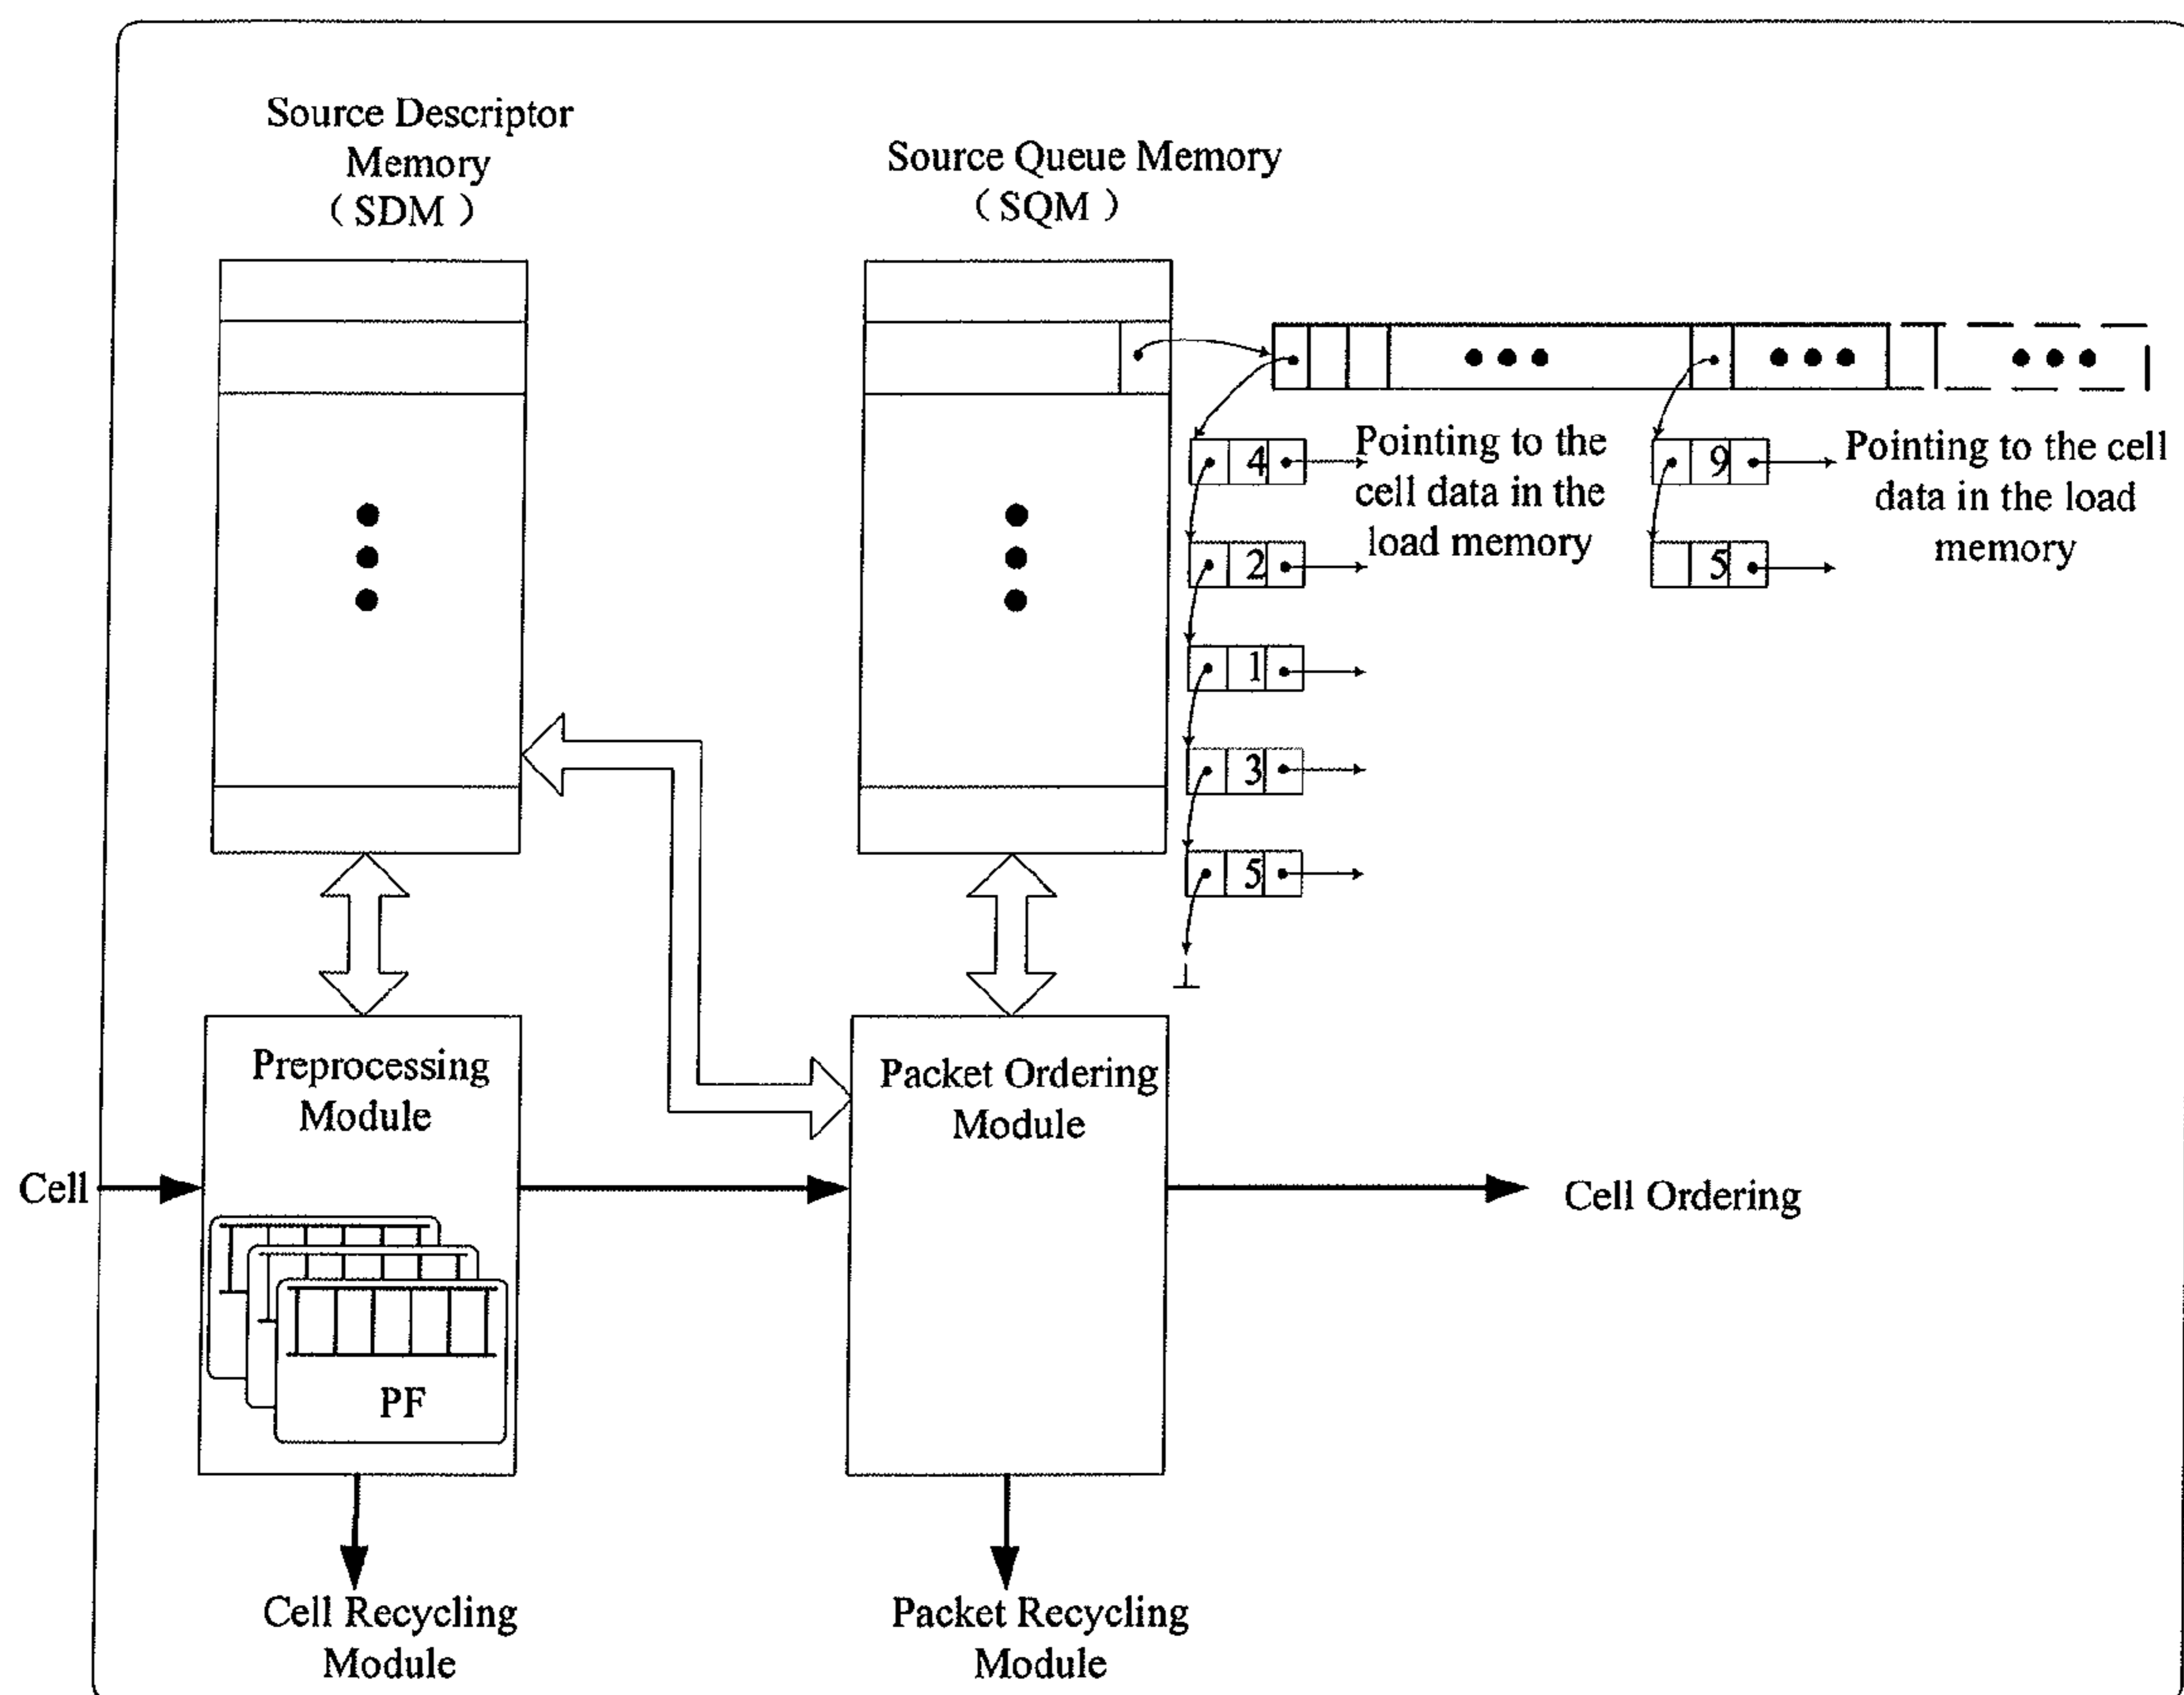 Source Descriptor
Memory
（SDM）
Source Queue Memory
（SQM）
4
Pointing to the
cell data in the
load memory
9
Pointing to the cell
data in the load
memory
2
5
1
3
5
Preprocessing
Module
Packet Ordering
Module
Cell
Cell Ordering
PF
Cell Recycling
Module
Packet Recycling
Module